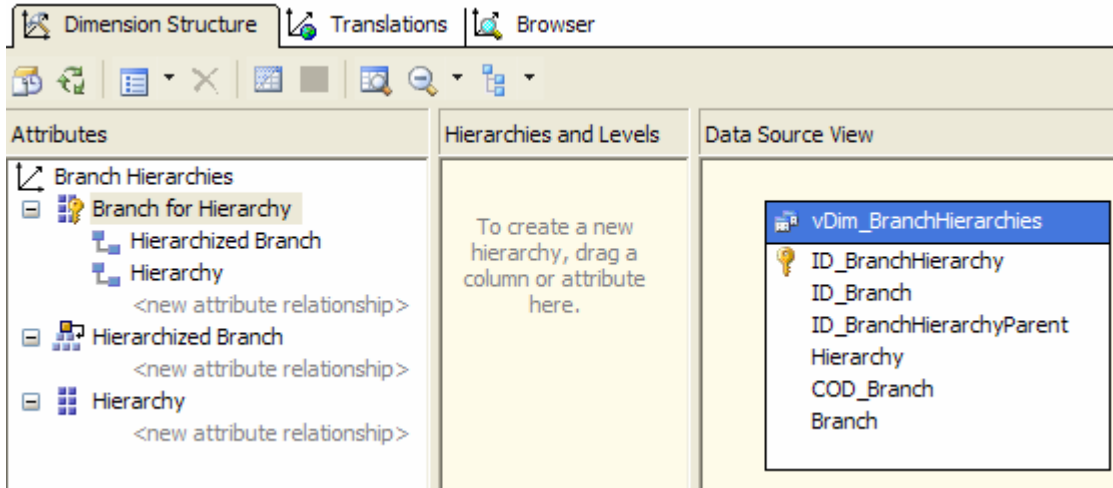 Dimension Structure
Translations
Browser
Attributes
Hierarchies and Levels
Data Source View
Branch Hierarchies
Branch for Hierarchy
Hierarchized Branch
Hierarchy
<new attribute relationship>
Hierarchized Branch
<new attribute relationship>
Hierarchy
<new attribute relationship>
To create a new
hierarchy, drag a
column or attribute
here.
vDim_BranchHierarchies
ID_BranchHierarchy
ID_Branch
ID_BranchHierarchyParent
Hierarchy
COD_Branch
Branch